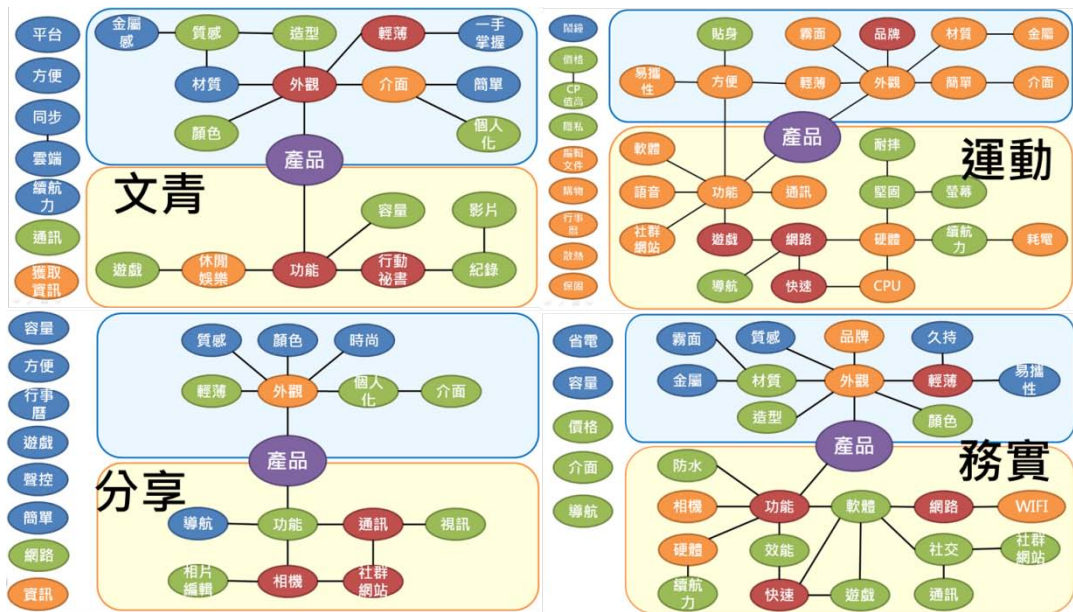 平台
方便
同步
雲端
續航
力
通訊
獲取
資訊
金屬
感
質感
造型
輕薄
一手
掌握
材質
外觀
介面
簡單
顏色
個人
化
產品
文青
容量
影片
遊戲
休閒
娛樂
功能
行動
祕書
紀錄
鬧鐘
價格
CP
值高
隱私
編輯
文件
購物
行事
曆
散熱
保固
貼身
霧面
品牌
材質
金屬
易攜
性
方便
輕薄
外觀
簡單
介面
產品
運動
軟體
耐摔
語音
功能
通訊
堅固
螢幕
社群
網站
遊戲
網路
硬體
續航
力
耗電
導航
快速
CPU
容量
方便
行事
曆
遊戲
聲控
簡單
網路
資訊
質感
顏色
時尚
輕薄
外觀
個人
化
介面
產品
分享
導航
功能
通訊
視訊
相片
編輯
相機
社群
網站
省電
容量
價格
介面
導航
霧面
質感
品牌
久持
金屬
材質
外觀
輕薄
易攜
性
造型
顏色
產品
務實
防水
相機
功能
軟體
網路
WIFI
硬體
效能
社交
社群
網站
續航
力
快速
遊戲
通訊